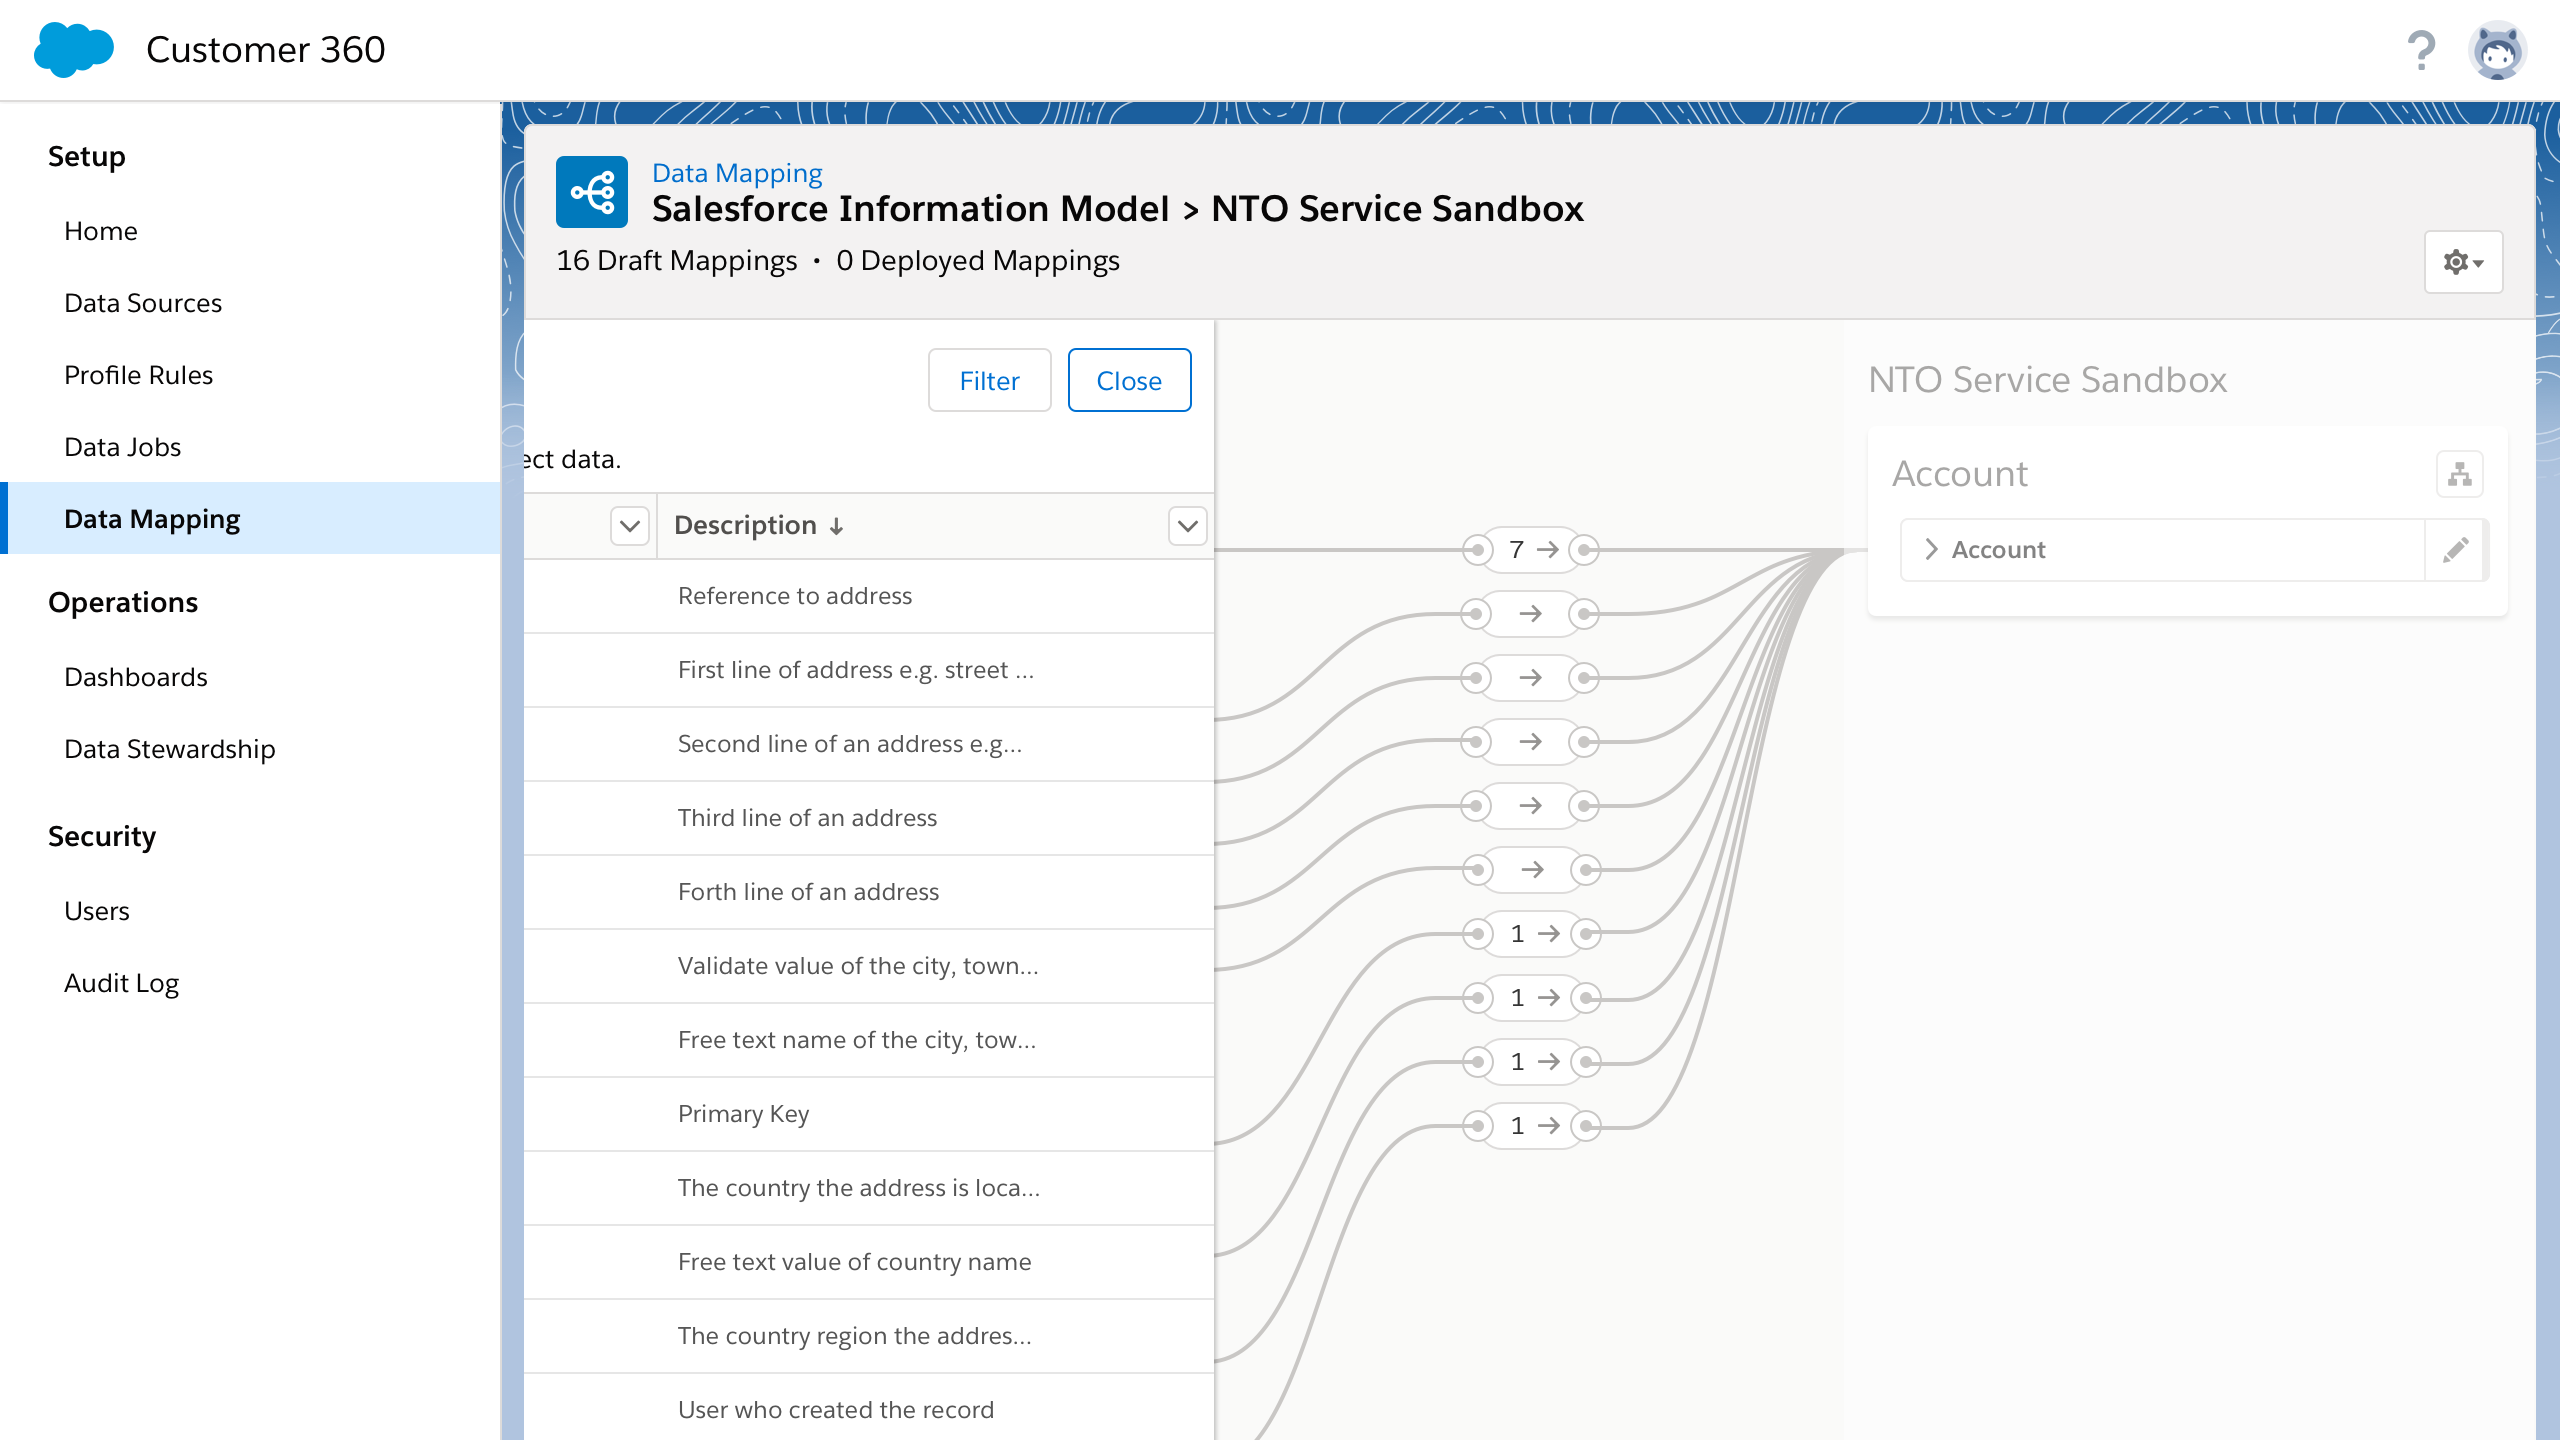 Customer 360
?
Setup
Home
Data Sources
Profile Rules
Data Jobs
Data Mapping
Operations
Dashboards
Data Stewardship
Security
Users
Audit Log
Data Mapping
Salesforce Information Model > NTO Service Sandbox
16 Draft Mappings • 0 Deployed Mappings
Filter
Close
ect data.
Description ↓
Reference to address
First line of address e.g. street ...
Second line of an address e.g...
Third line of an address
Forth line of an address
Validate value of the city, town...
Free text name of the city, tow...
Primary Key
The country the address is loca...
Free text value of country name
The country region the addres...
User who created the record
7 →
→
→
→
→
→
1 →
1 →
1 →
1 →
NTO Service Sandbox
Account
Account